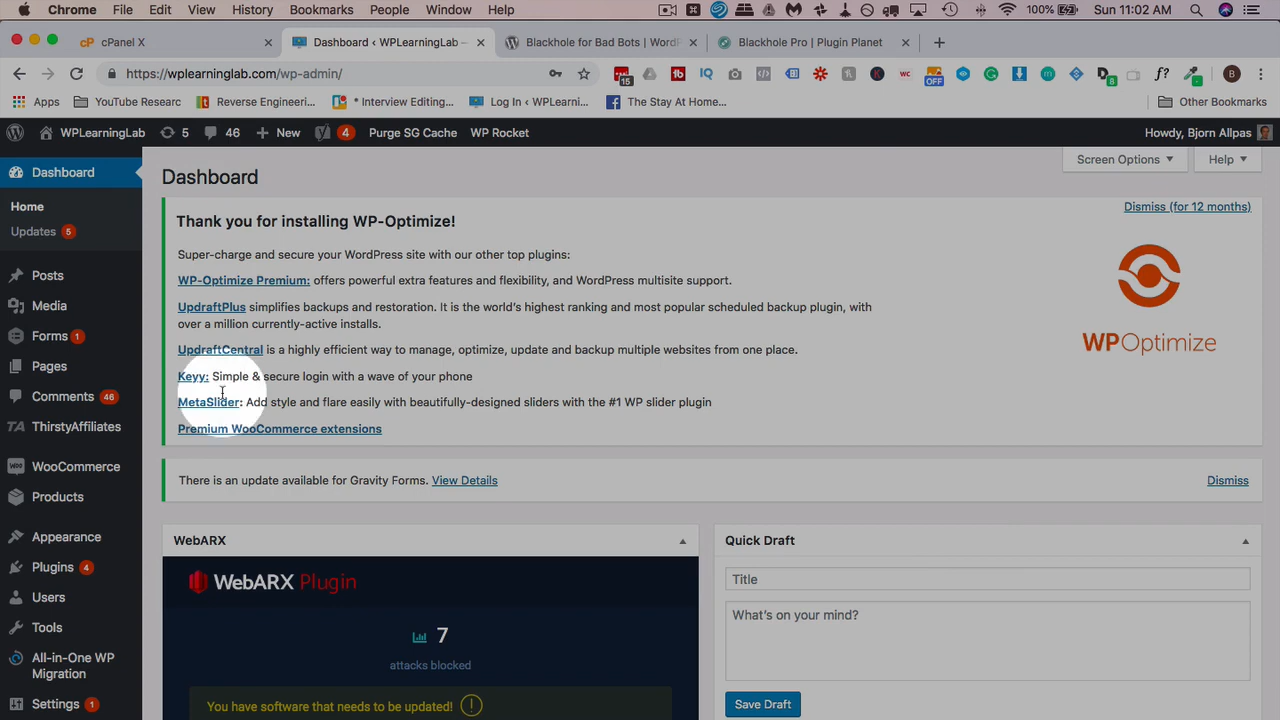 Chrome File Edit View History Bookmarks People Window Help 100% Sun 11:02 AM
cP cPanel X Dashboard ‹ WPLearningLab — Blackhole for Bad Bots | WordP Blackhole Pro | Plugin Planet
https://wplearninglab.com/wp-admin/ 15 IQ WC OFF 8 f? B
Apps YouTube Researc Reverse Engineeri... * Interview Editing... Log In ‹ WPLearnin... The Stay At Home... Other Bookmarks
WPLearningLab 5 46 New 4 Purge SG Cache WP Rocket Howdy, Bjorn Allpas
Screen Options Help
Dashboard
Home
Updates 5
Posts
Media
Forms 1
Pages
Comments 46
TA ThirstyAffiliates
Woo WooCommerce
Products
Appearance
Plugins 4
Users
Tools
All-in-One WP
Migration
Settings 1
Dashboard
Thank you for installing WP-Optimize!
Dismiss (for 12 months)
Super-charge and secure your WordPress site with our other top plugins:
WP-Optimize Premium: offers powerful extra features and flexibility, and WordPress multisite support.
UpdraftPlus simplifies backups and restoration. It is the world's highest ranking and most popular scheduled backup plugin, with
over a million currently-active installs.
UpdraftCentral is a highly efficient way to manage, optimize, update and backup multiple websites from one place.
Keyy: Simple & secure login with a wave of your phone
MetaSlider: Add style and flare easily with beautifully-designed sliders with the #1 WP slider plugin
Premium WooCommerce extensions
WPOptimize
There is an update available for Gravity Forms. View Details Dismiss
WebARX
WebARX Plugin
7
attacks blocked
You have software that needs to be updated!
Quick Draft
Title
What's on your mind?
Save Draft